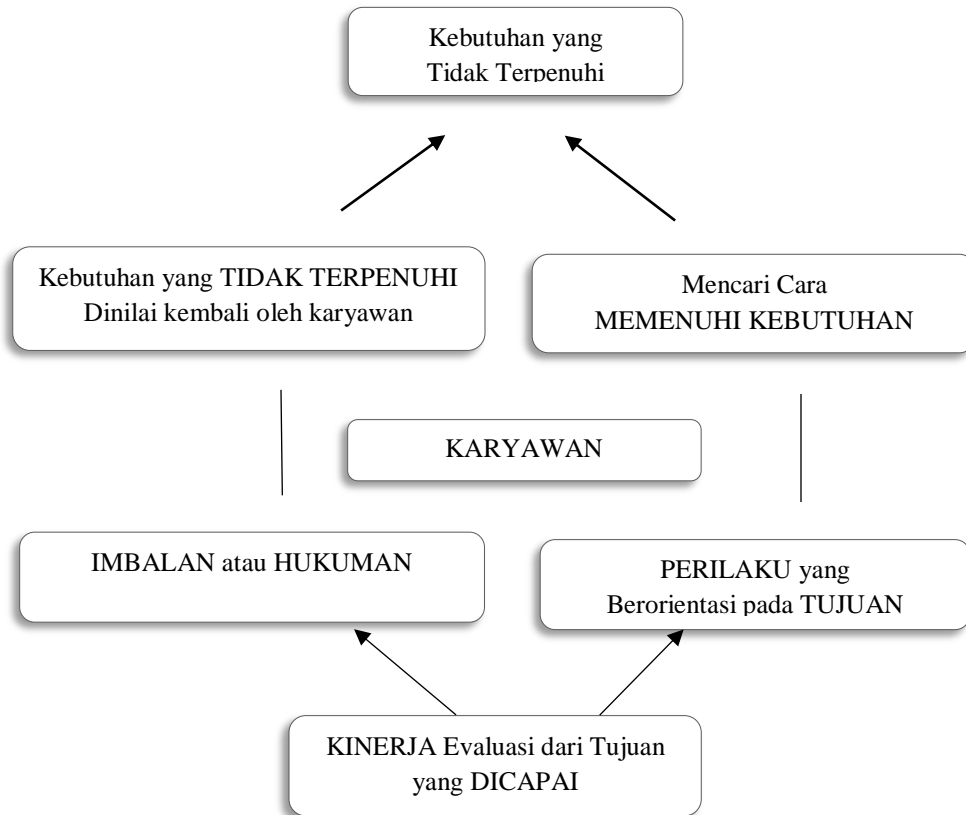 Kebutuhan yang
Tidak Terpenuhi
Kebutuhan yang TIDAK TERPENUHI
Dinilai kembali oleh karyawan
Mencari Cara
MEMENUHI KEBUTUHAN
KARYAWAN
IMBALAN atau HUKUMAN
PERILAKU yang
Berorientasi pada TUJUAN
KINERJA Evaluasi dari Tujuan
yang DICAPAI